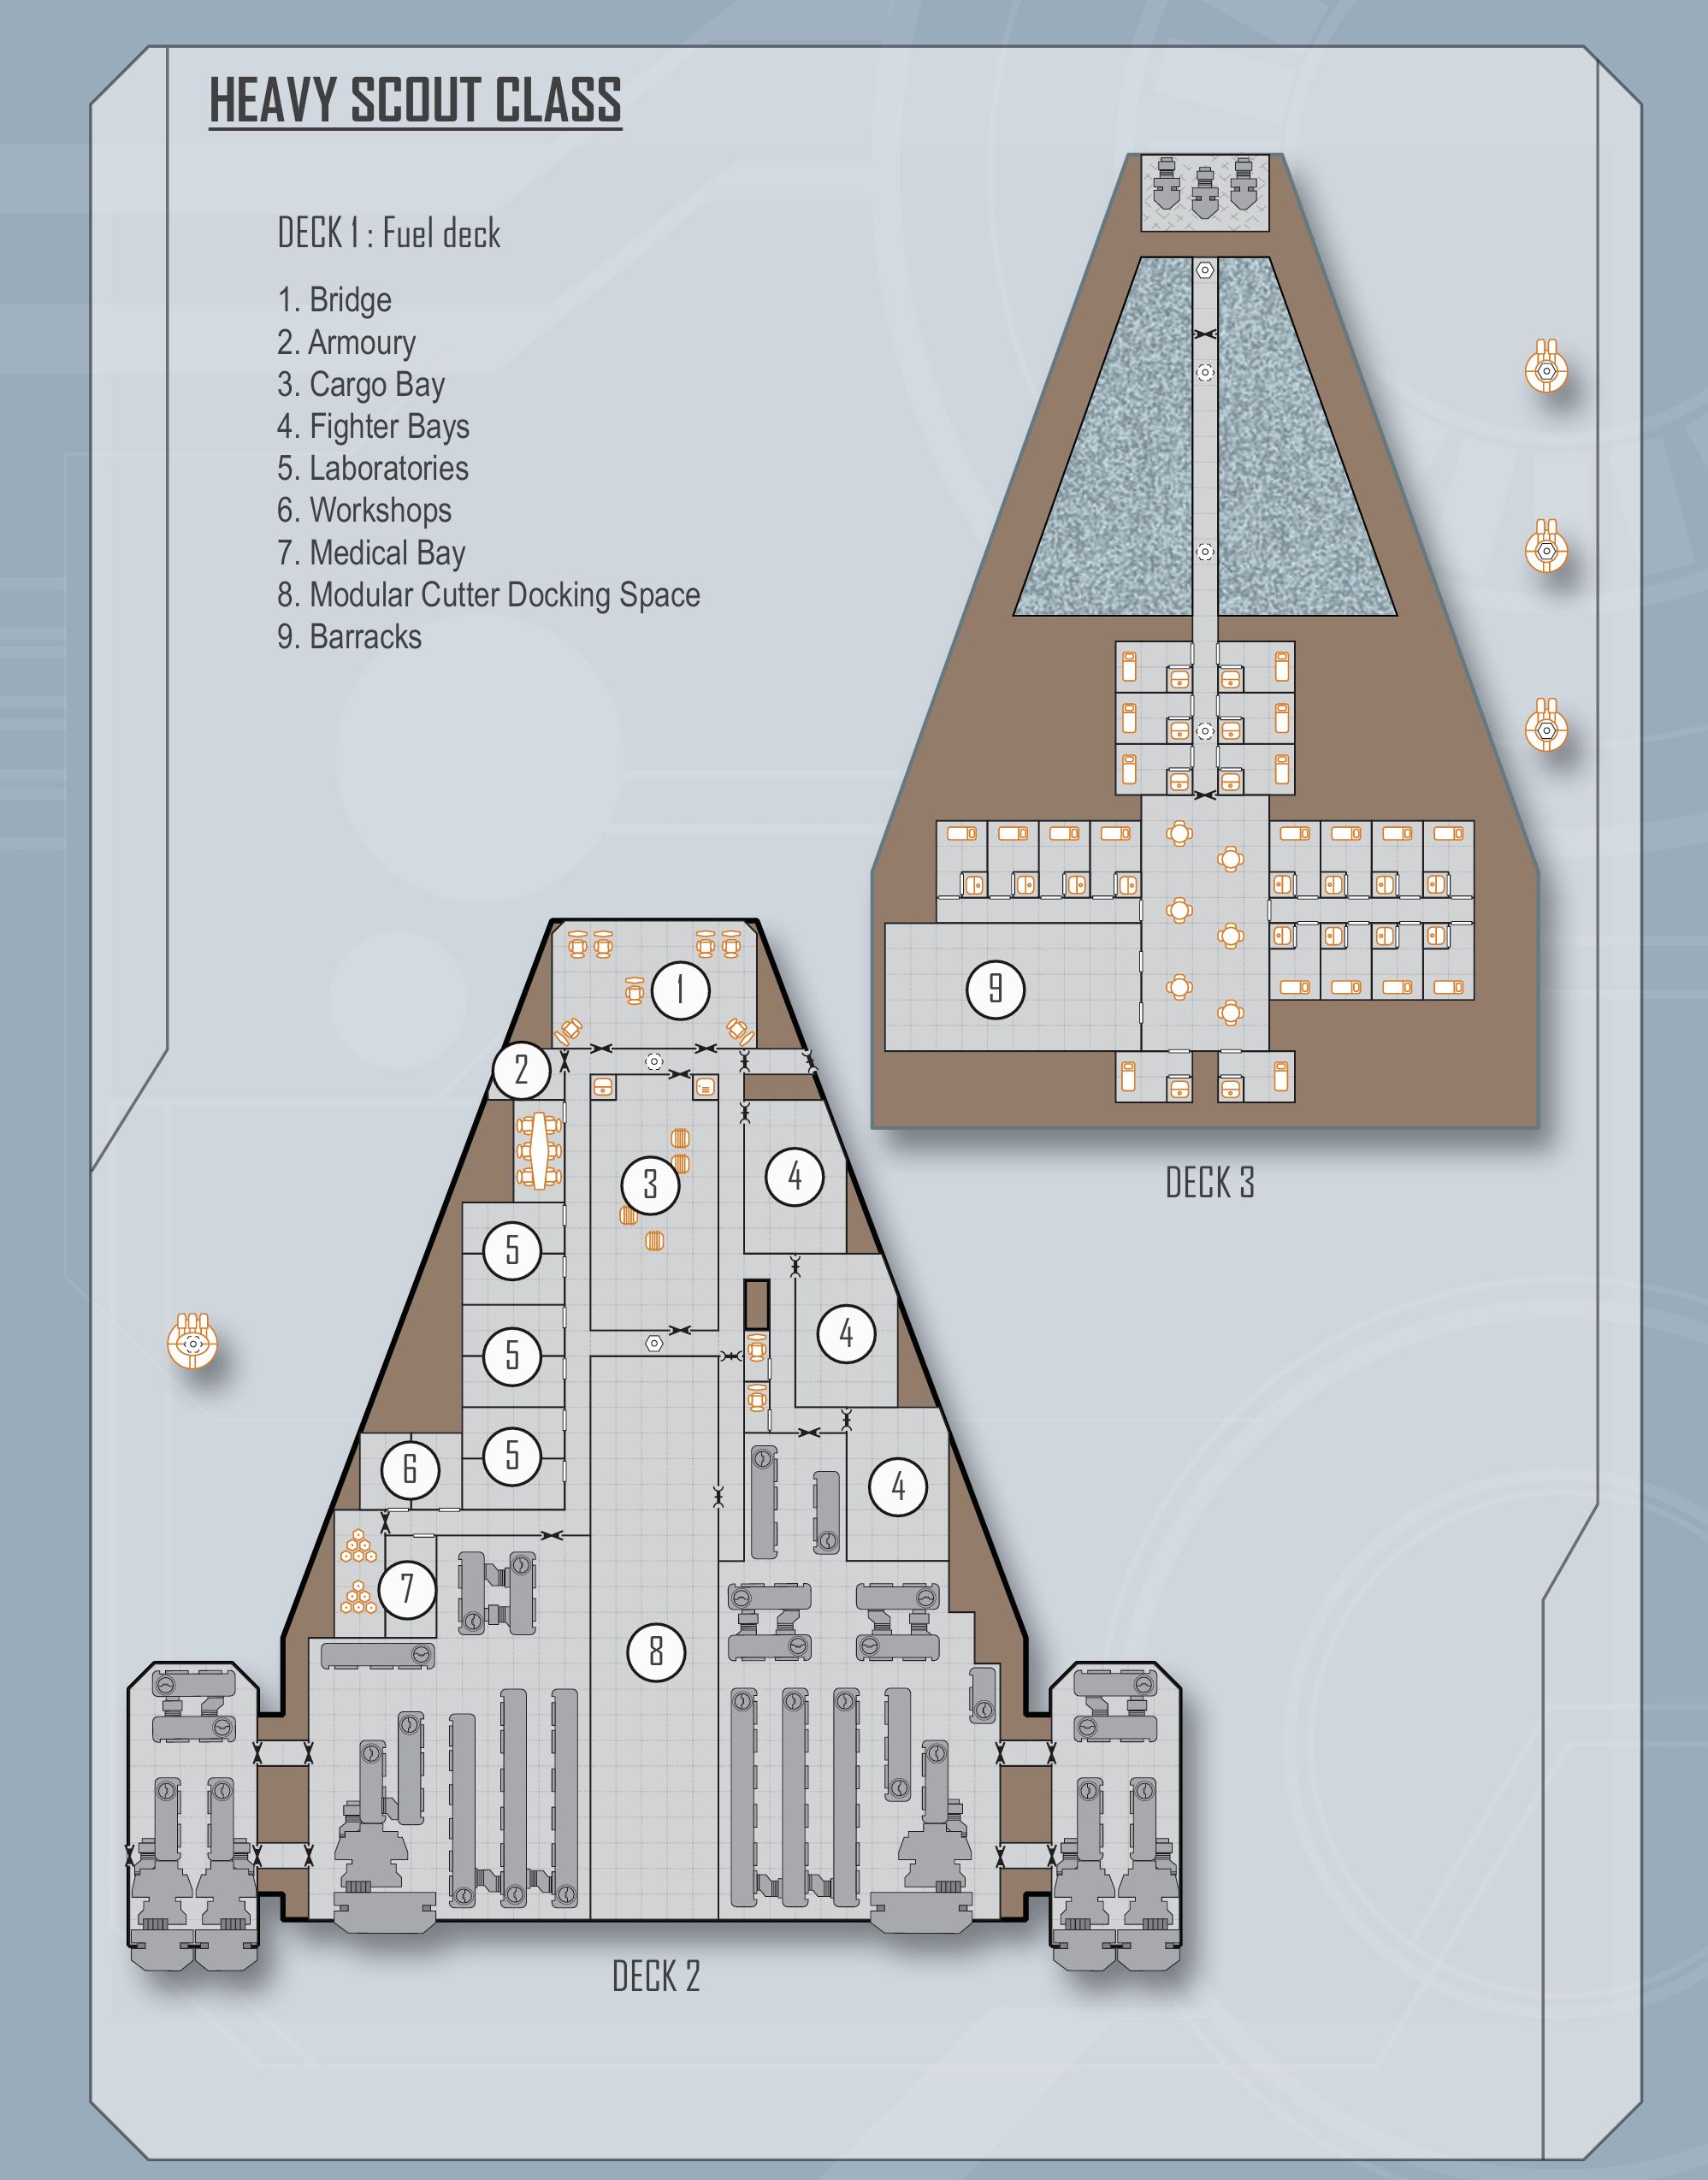 HEAVY SCOUT CLASS
DECK 1 : Fuel deck
1. Bridge
2. Armoury
3. Cargo Bay
4. Fighter Bays
5. Laboratories
6. Workshops
7. Medical Bay
8. Modular Cutter Docking Space
9. Barracks
9
DECK 3
1
2
3
4
5
4
5
5
6
4
7
8
DECK 2